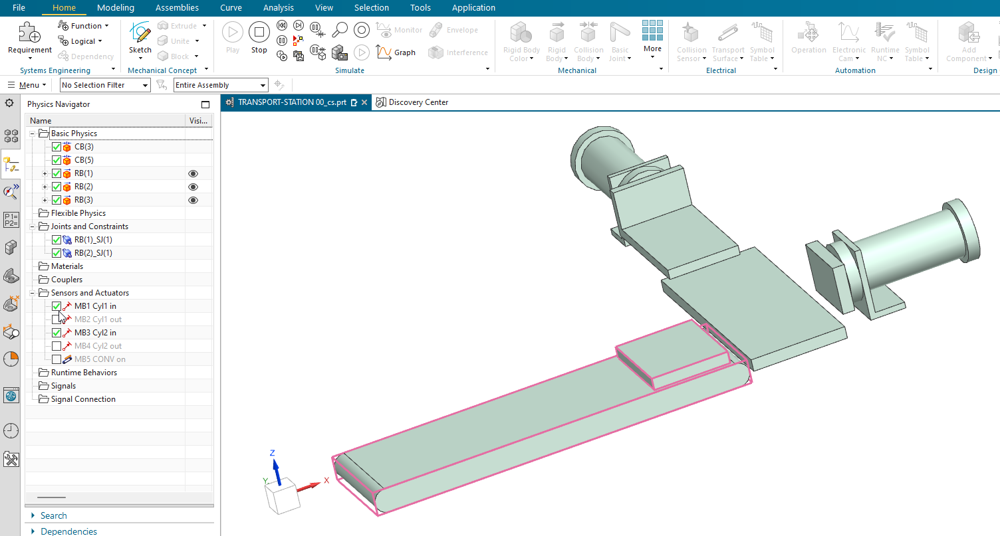 File Home Modeling Assemblies Curve Analysis View Selection Tools Application
Requirement
Function
Logical
Dependency
Systems Engineering
Sketch
Extrude
Unite
Block
Mechanical Concept
Play
Stop
Monitor
Graph
Envelope
Interference
Simulate
Rigid Body Color
Rigid Body
Collision Body
Basic Joint
More
Mechanical
Collision Sensor
Transport Surface
Symbol Table
Electrical
Operation
Electronic Cam
Runtime NC
Symbol Table
Automation
Add Component
Design
Menu
No Selection Filter
Entire Assembly
Physics Navigator
TRANSPORT-STATION 00_cs.prt
Discovery Center
Name Visi...
Basic Physics
CB(3)
CB(5)
RB(1)
RB(2)
RB(3)
Flexible Physics
Joints and Constraints
RB(1)_SJ(1)
RB(2)_SJ(1)
Materials
Couplers
Sensors and Actuators
MB1 Cyl1 in
MB2 Cyl1 out
MB3 Cyl2 in
MB4 Cyl2 out
MB5 CONV on
Runtime Behaviors
Signals
Signal Connection
P1=
P2=
Z
Y
X
Search
Dependencies